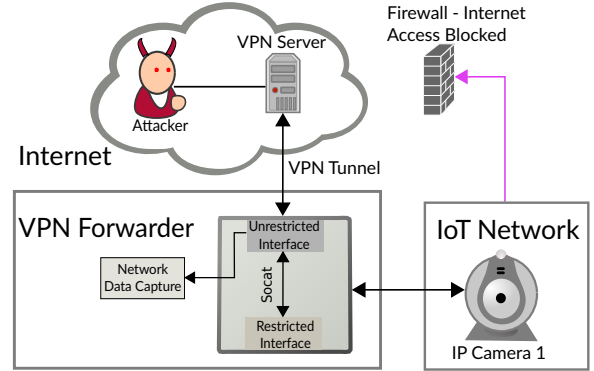 Firewall - Internet
Access Blocked
VPN Server
Attacker
Internet
VPN Tunnel
VPN Forwarder
Unrestricted
Interface
Network
Data Capture
Socat
Restricted
Interface
IoT Network
IP Camera 1